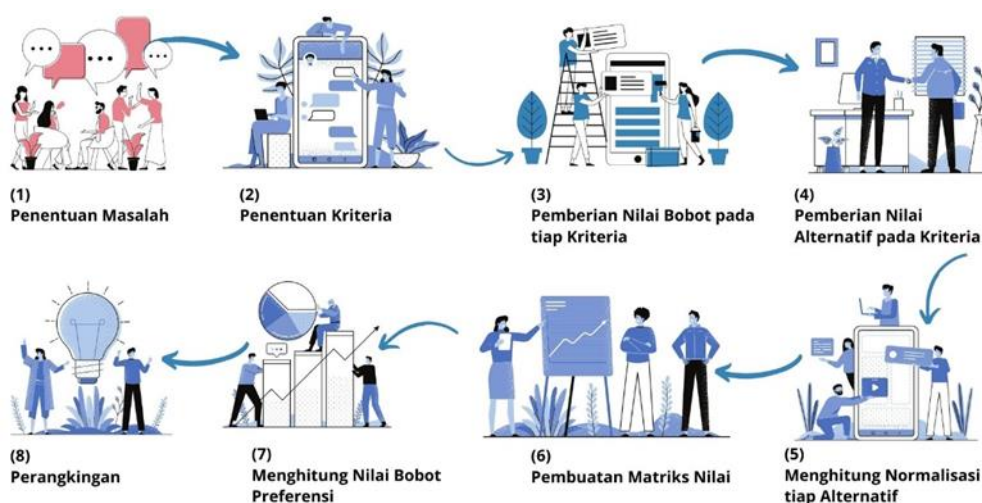 (1)
Penentuan Masalah
(2)
Penentuan Kriteria
(3)
Pemberian Nilai Bobot pada
tiap Kriteria
(4)
Pemberian Nilai
Alternatif pada Kriteria
(5)
Menghitung Normalisasi
tiap Alternatif
(6)
Pembuatan Matriks Nilai
(7)
Menghitung Nilai Bobot
Preferensi
(8)
Perangkingan